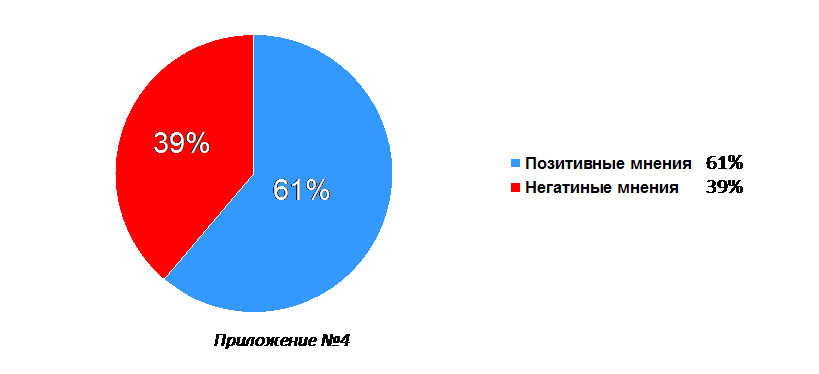 39%
61%
Позитивные мнения 61%
Негатиные мнения 39%
Приложение №4